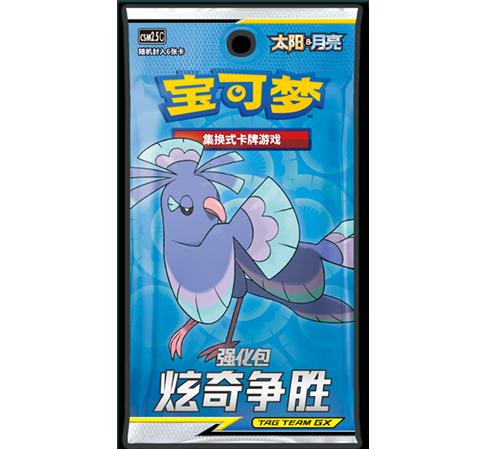 CSM2.5C
随机封入6张卡
太阳&月亮
宝可梦
TM
集换式卡牌游戏
强化包
炫奇争胜
TAG TEAM GX